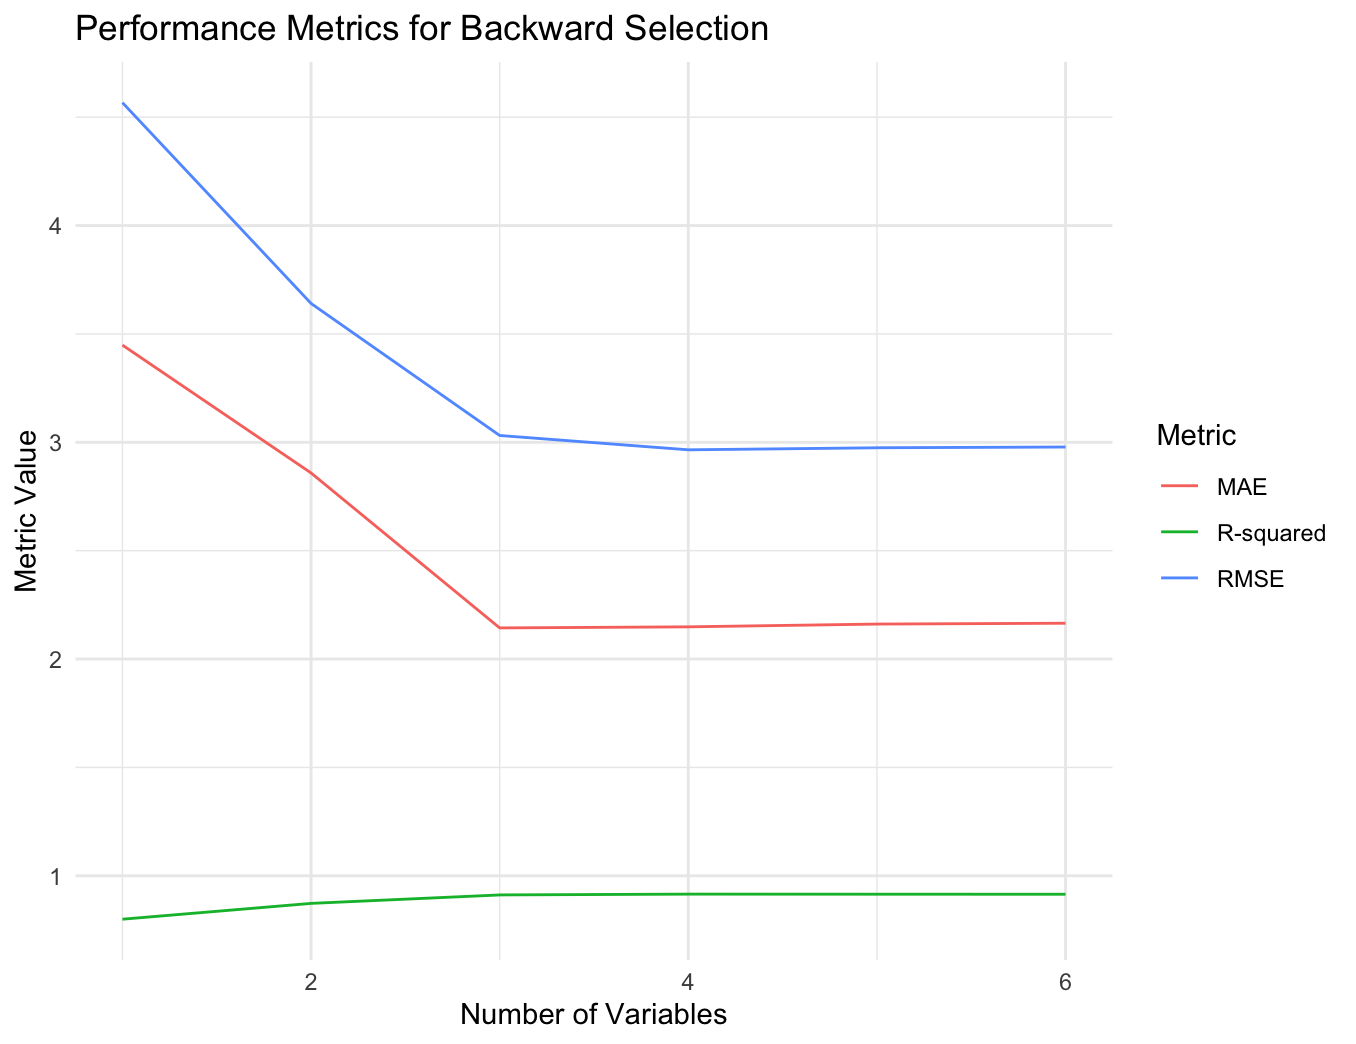 Performance Metrics for Backward Selection
Metric Value
4
3
2
1
2
4
6
Number of Variables
Metric
MAE
R-squared
RMSE